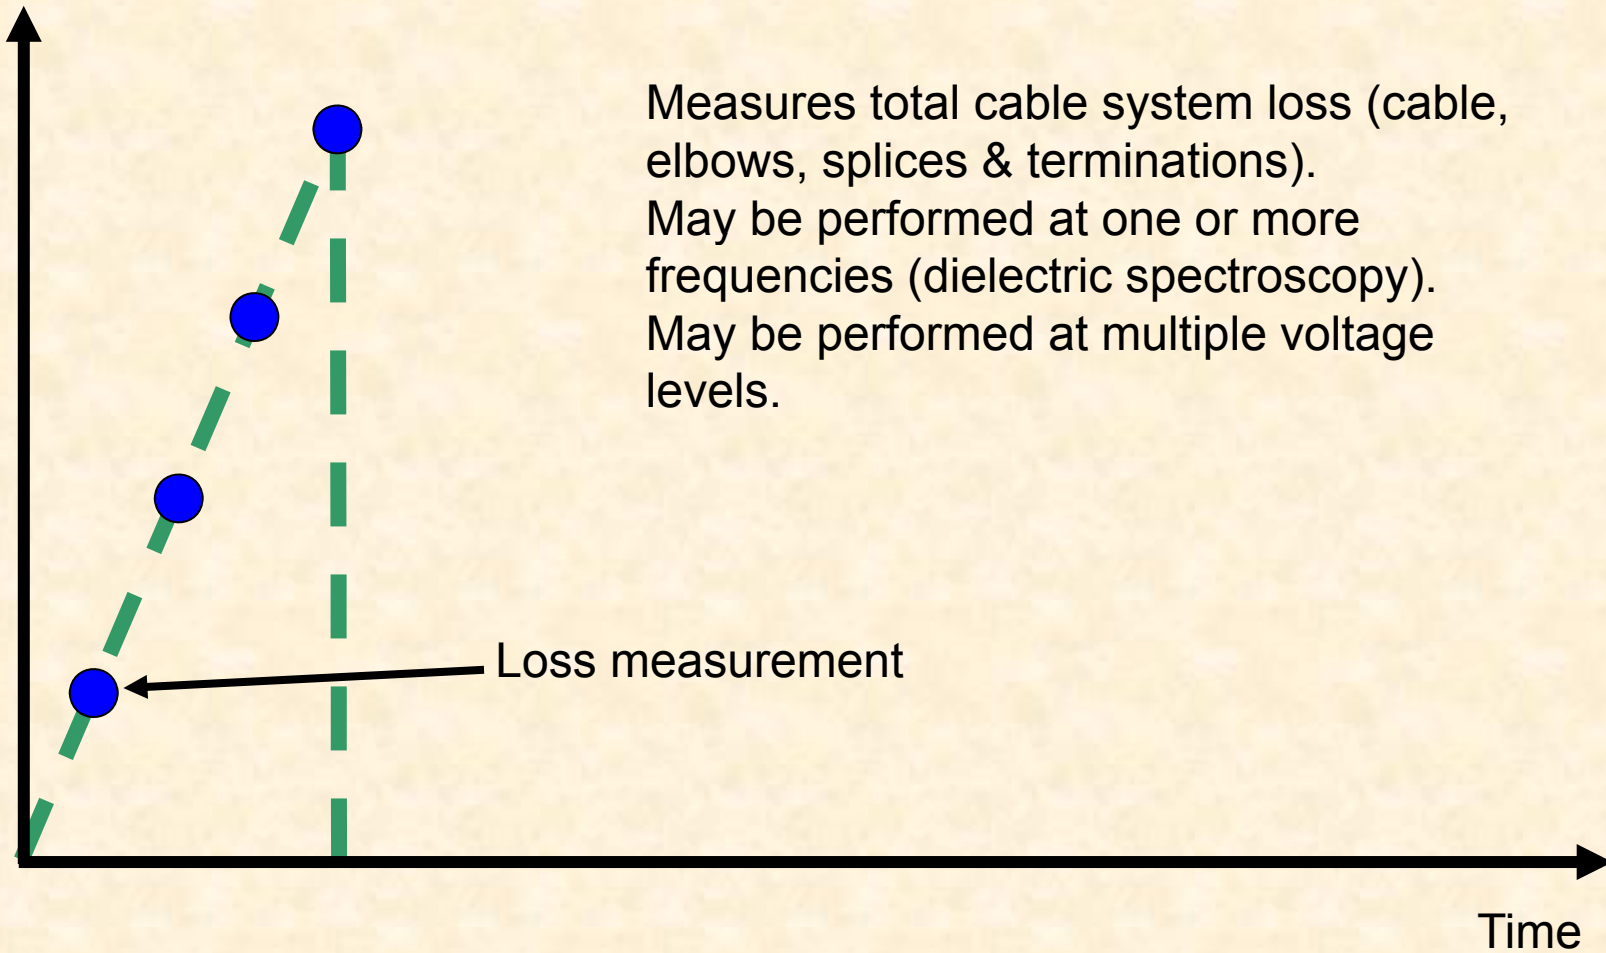 Measures total cable system loss (cable,
elbows, splices & terminations).
May be performed at one or more
frequencies (dielectric spectroscopy).
May be performed at multiple voltage
levels.
Loss measurement
Time